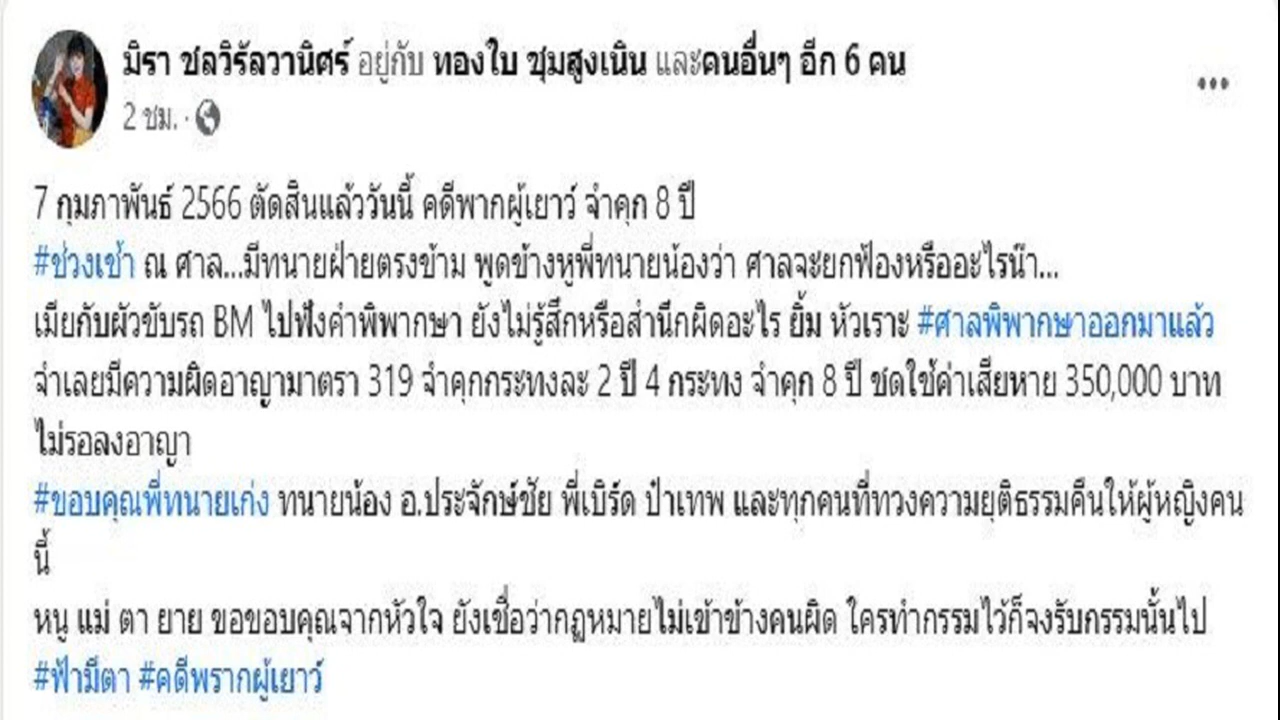 มิรา ชลวิรัลวานิศร์ อยู่กับ ทองใบ ชุมสูงเนิน และคนอื่นๆ อีก 6 คน
2 ชม. ·
7 กุมภาพันธ์ 2566 ตัดสินแล้ววันนี้ คดีพากผู้เยาว์ จำคุก 8 ปี
#ช่วงเช้า ณ ศาล...มีทนายฝ่ายตรงข้าม พูดข้างหูพี่ทนายน้องว่า ศาลจะยกฟ้องหรืออะไรน๊า...
เมียกับผัวขับรถ BM ไปฟังคำพิพากษา ยังไม่รู้สึกหรือสำนึกผิดอะไร ยิ้ม หัวเราะ #ศาลพิพากษาออกมาแล้ว
จำเลยมีความผิดอาญามาตรา 319 จำคุกกระทงละ 2 ปี 4 กระทง จำคุก 8 ปี ชดใช้ค่าเสียหาย 350,000 บาท
ไม่รอลงอาญา
#ขอบคุณพี่ทนายเก่ง ทนายน้อง อ.ประจักษ์ชัย พี่เบิร์ด ป๋าเทพ และทุกคนที่ทวงความยุติธรรมคืนให้ผู้หญิงคน
นี้
หนู แม่ ตา ยาย ขอขอบคุณจากหัวใจ ยังเชื่อว่ากฎหมายไม่เข้าข้างคนผิด ใครทำกรรมไว้ก็จงรับกรรมนั้นไป
#ฟ้ามีตา #คดีพรากผู้เยาว์